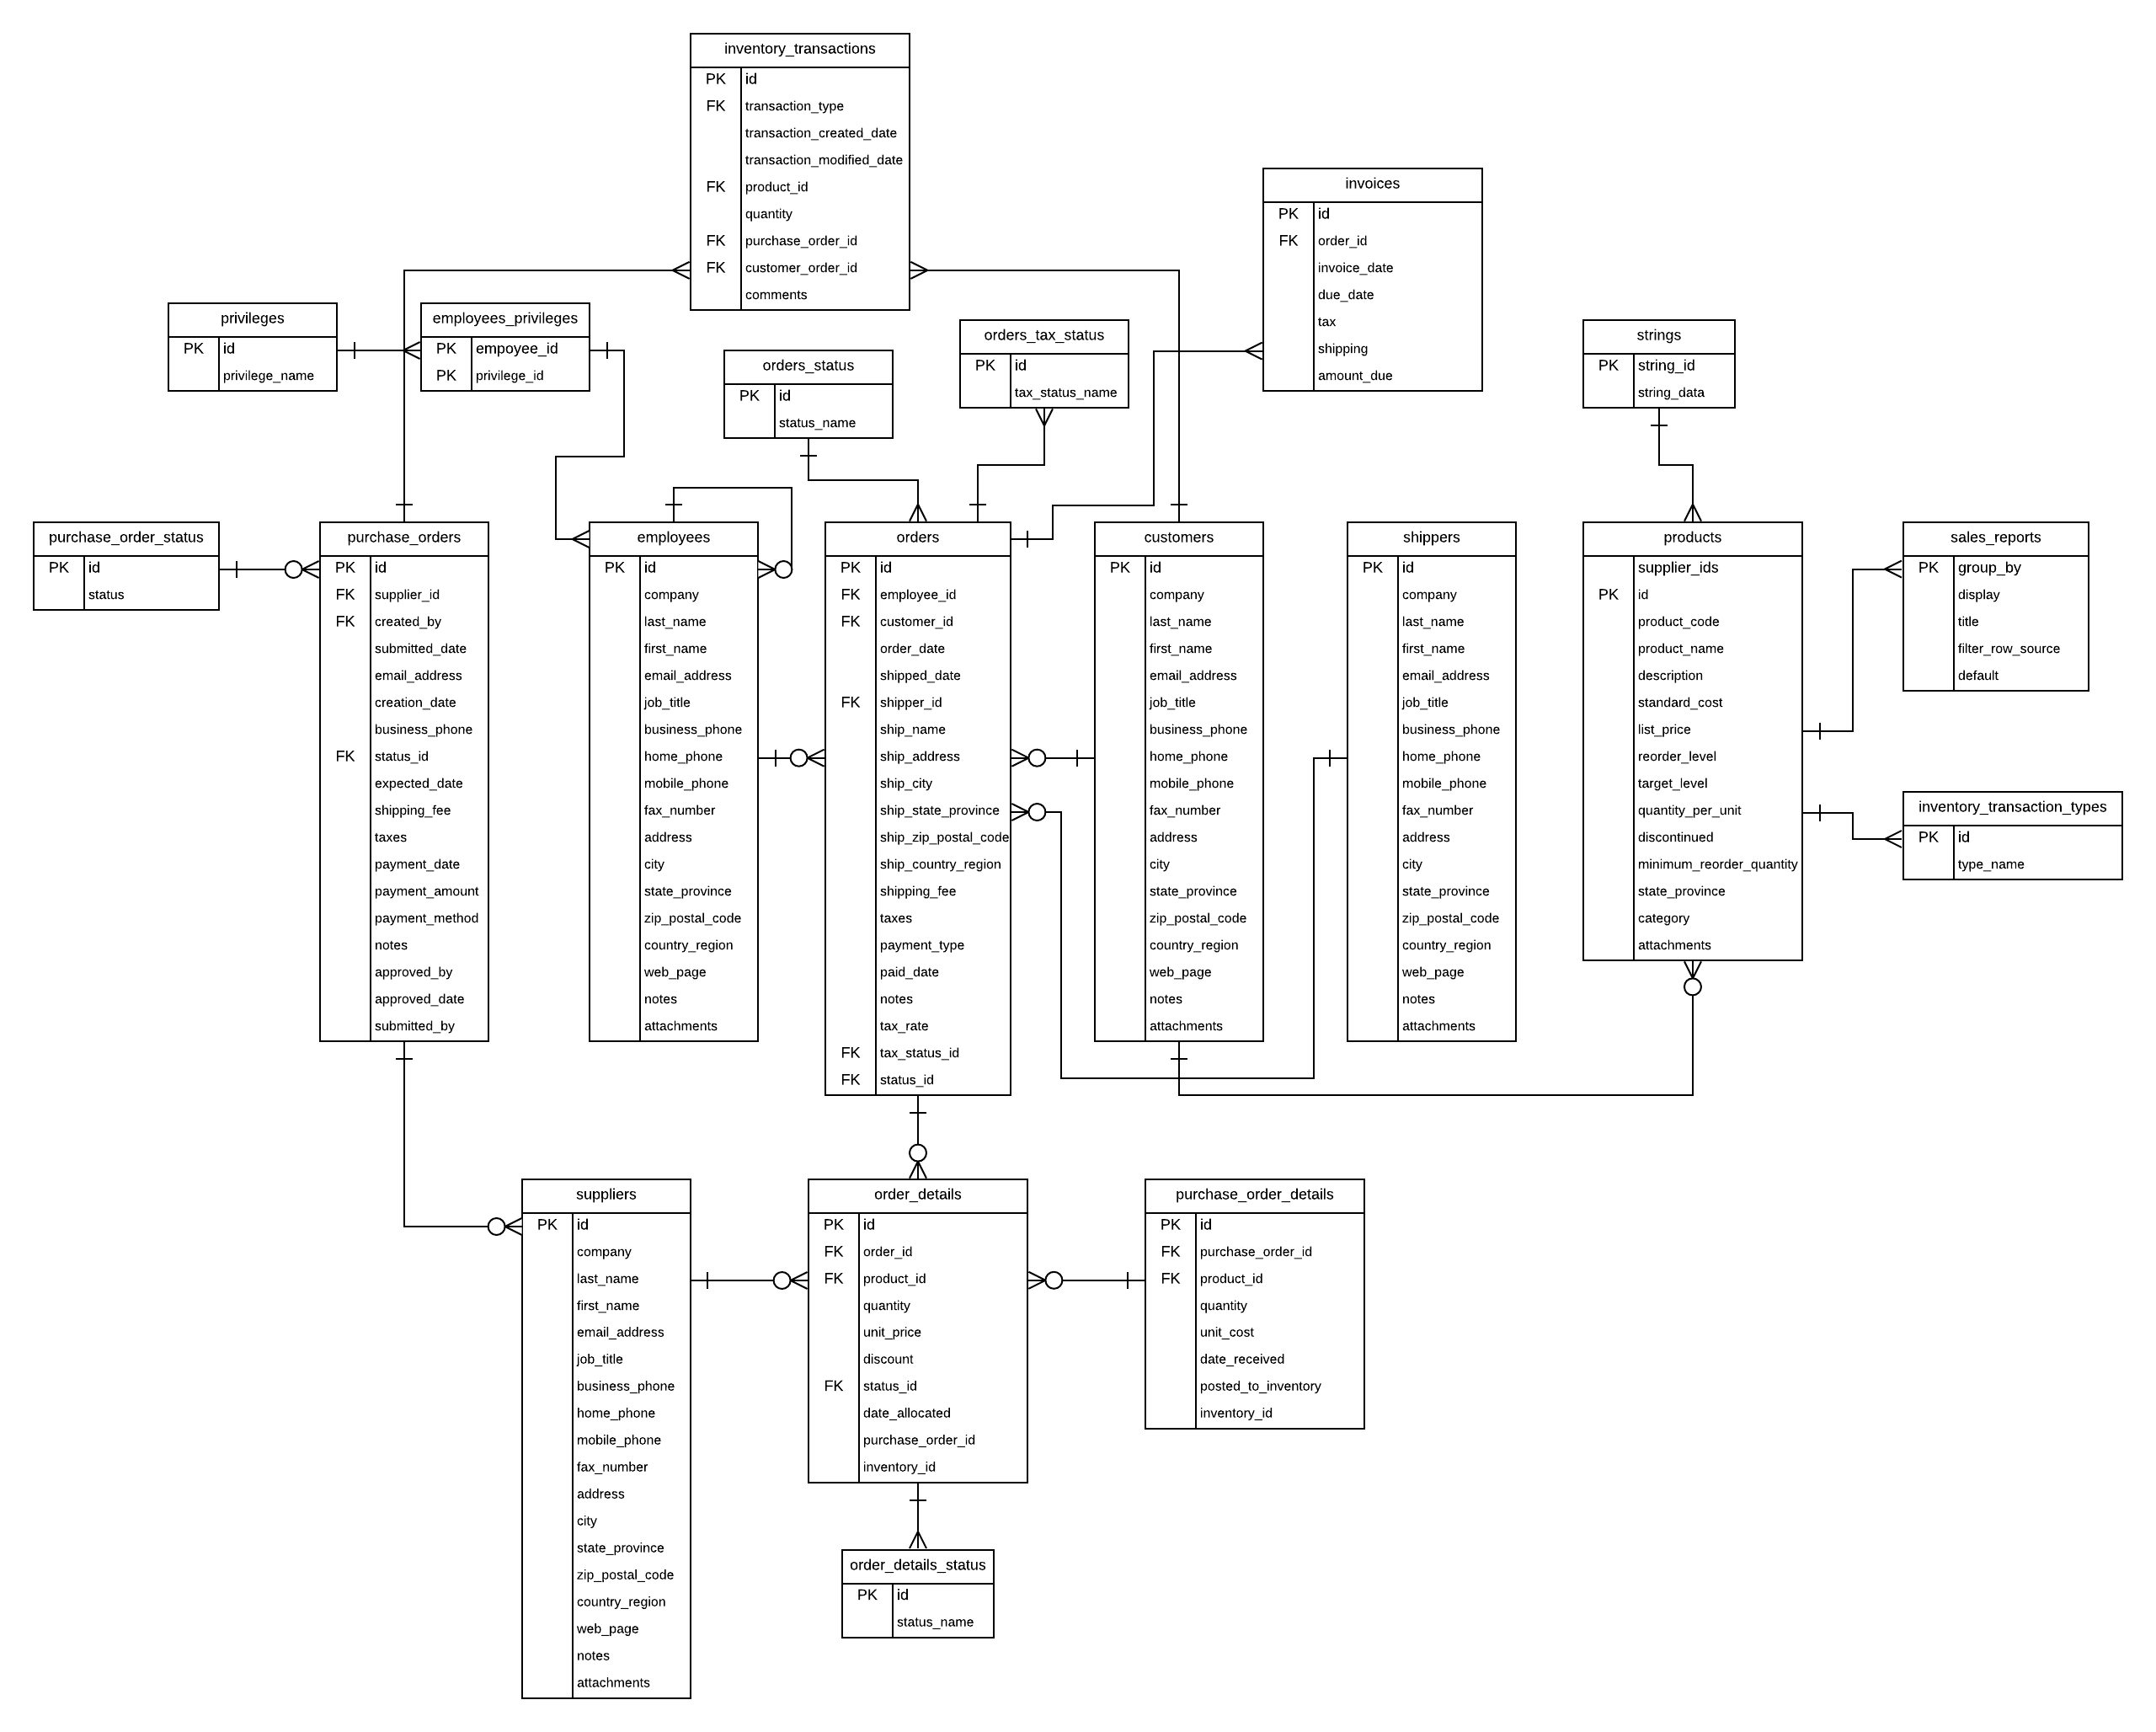 inventory_transactions
PK id
FK transaction_type
transaction_created_date
transaction_modified_date
FK product_id
quantity
FK purchase_order_id
FK customer_order_id
comments
invoices
PK id
FK order_id
invoice_date
due_date
tax
shipping
amount_due
privileges
PK id
privilege_name
employees_privileges
PK empoyee_id
PK privilege_id
orders_status
PK id
status_name
orders_tax_status
PK id
tax_status_name
strings
PK string_id
string_data
purchase_order_status
PK id
status
purchase_orders
PK id
FK supplier_id
FK created_by
submitted_date
email_address
creation_date
business_phone
FK status_id
expected_date
shipping_fee
taxes
payment_date
payment_amount
payment_method
notes
approved_by
approved_date
submitted_by
employees
PK id
company
last_name
first_name
email_address
job_title
business_phone
home_phone
mobile_phone
fax_number
address
city
state_province
zip_postal_code
country_region
web_page
notes
attachments
orders
PK id
FK employee_id
FK customer_id
order_date
shipped_date
FK shipper_id
ship_name
ship_address
ship_city
ship_state_province
ship_zip_postal_code
ship_country_region
shipping_fee
taxes
payment_type
paid_date
notes
tax_rate
FK tax_status_id
FK status_id
customers
PK id
company
last_name
first_name
email_address
job_title
business_phone
home_phone
mobile_phone
fax_number
address
city
state_province
zip_postal_code
country_region
web_page
notes
attachments
shippers
PK id
company
last_name
first_name
email_address
job_title
business_phone
home_phone
mobile_phone
fax_number
address
city
state_province
zip_postal_code
country_region
web_page
notes
attachments
products
supplier_ids
PK id
product_code
product_name
description
standard_cost
list_price
reorder_level
target_level
quantity_per_unit
discontinued
minimum_reorder_quantity
state_province
category
attachments
sales_reports
PK group_by
display
title
filter_row_source
default
inventory_transaction_types
PK id
type_name
suppliers
PK id
company
last_name
first_name
email_address
job_title
business_phone
home_phone
mobile_phone
fax_number
address
city
state_province
zip_postal_code
country_region
web_page
notes
attachments
order_details
PK id
FK order_id
FK product_id
quantity
unit_price
discount
FK status_id
date_allocated
purchase_order_id
inventory_id
purchase_order_details
PK id
FK purchase_order_id
FK product_id
quantity
unit_cost
date_received
posted_to_inventory
inventory_id
order_details_status
PK id
status_name